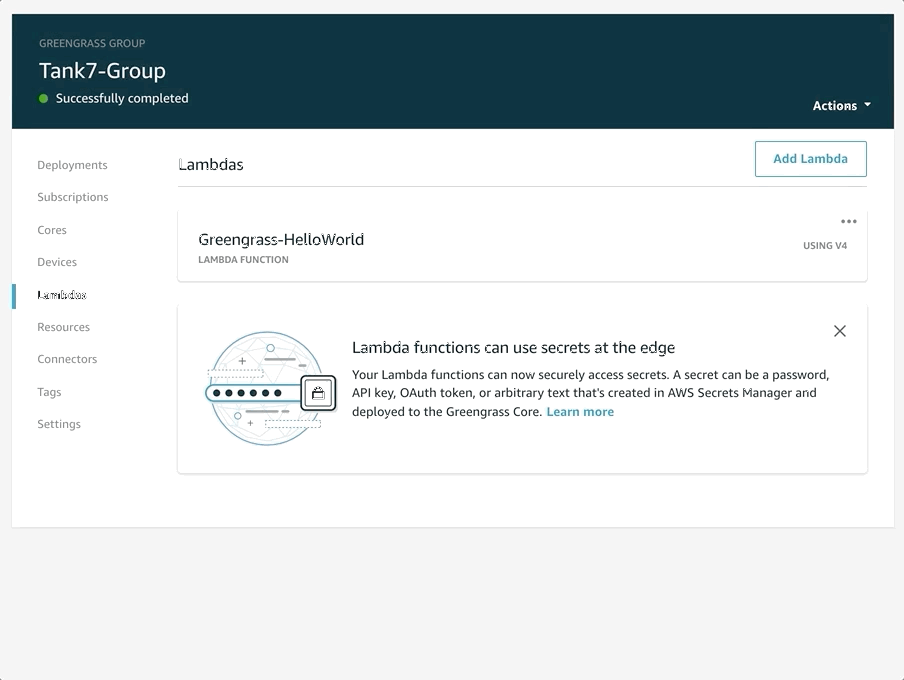 GREENGRASS GROUP
Tank7-Group
Successfully completed
Actions
Deployments
Subscriptions
Cores
Devices
Lambdas
Resources
Connectors
Tags
Settings
Lambdas
Add Lambda
Greengrass-HelloWorld
LAMBDA FUNCTION
USING V4
Lambda functions can use secrets at the edge
Your Lambda functions can now securely access secrets. A secret can be a password,
API key, OAuth token, or arbitrary text that's created in AWS Secrets Manager and
deployed to the Greengrass Core. Learn more